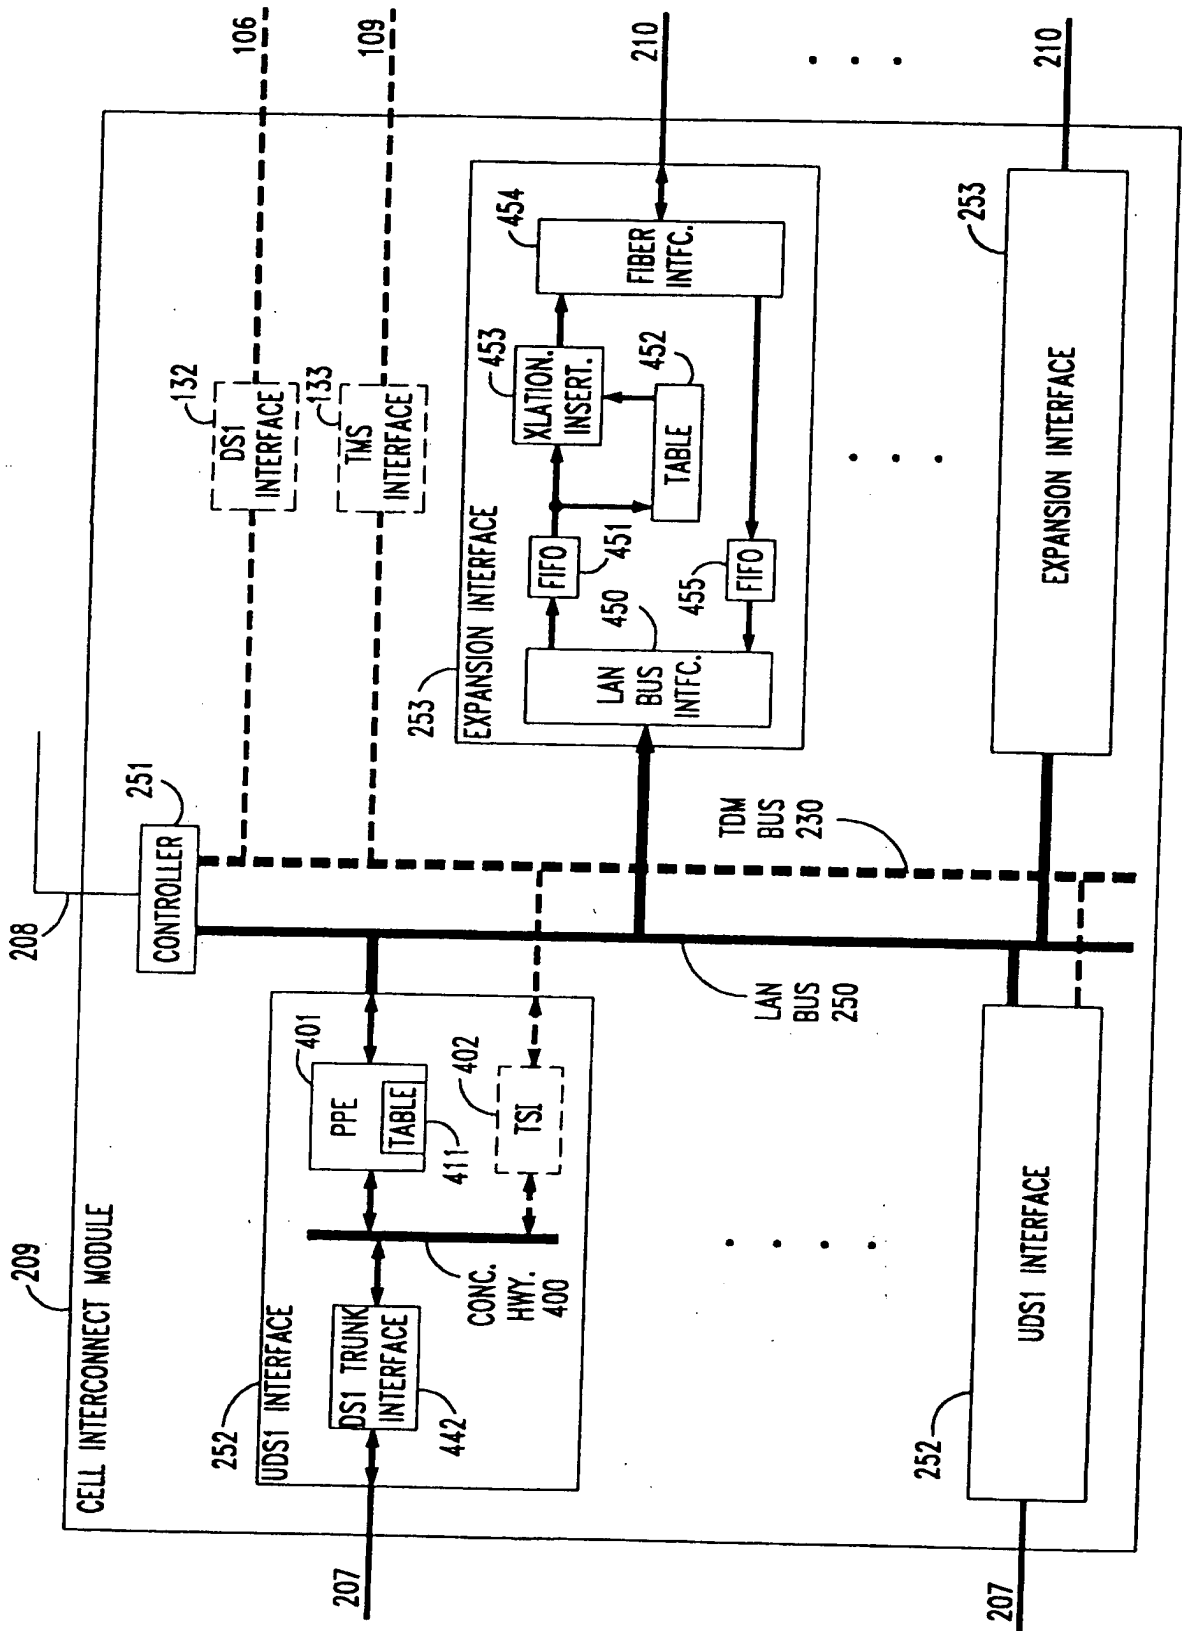 209
CELL INTERCONNECT MODULE
208
CONTROLLER
251
252
UDS1 INTERFACE
207
DS1 TRUNK
INTERFACE
442
CONC.
HWY.
400
401
PPE
TABLE
411
402
TSI
LAN
BUS
250
TDM
BUS
230
132
DS1
INTERFACE
106
133
TMS
INTERFACE
109
253
EXPANSION INTERFACE
LAN
BUS
INTFC.
450
FIFO
451
XLATION.
INSERT.
453
TABLE
452
FIBER
INTFC.
454
FIFO
455
210
252
UDS1 INTERFACE
207
253
EXPANSION INTERFACE
210